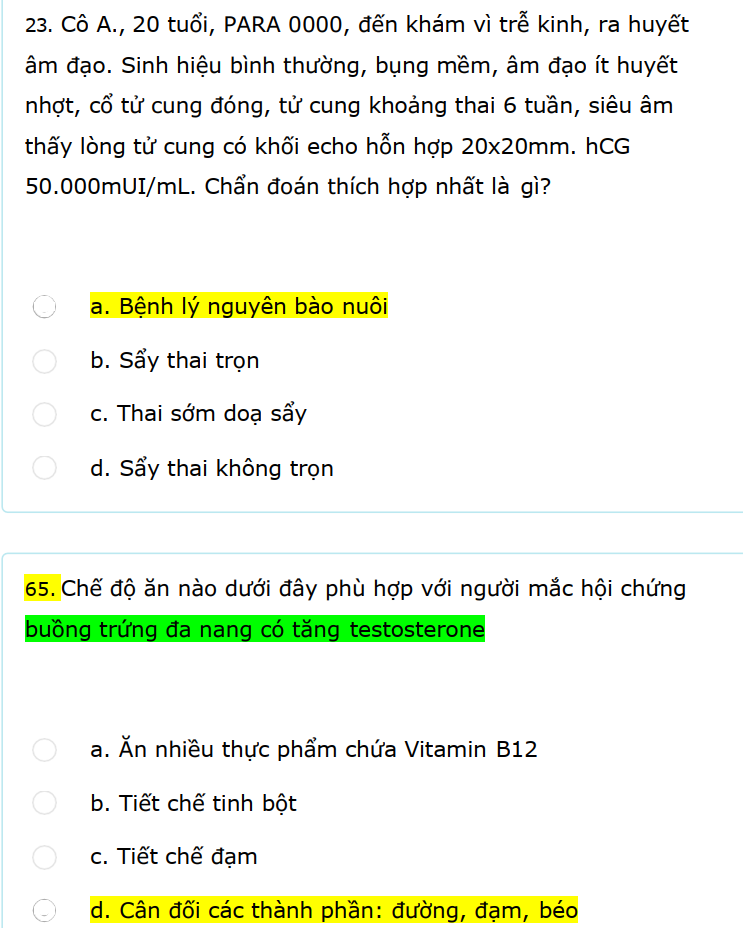 23. Cô A., 20 tuổi, PARA 0000, đến khám vì trễ kinh, ra huyết
âm đạo. Sinh hiệu bình thường, bụng mềm, âm đạo ít huyết
nhợt, cổ tử cung đóng, tử cung khoảng thai 6 tuần, siêu âm
thấy lòng tử cung có khối echo hỗn hợp 20x20mm. hCG
50.000mUI/mL. Chẩn đoán thích hợp nhất là gì?
a. Bệnh lý nguyên bào nuôi
b. Sẩy thai trọn
c. Thai sớm doạ sẩy
d. Sẩy thai không trọn
65. Chế độ ăn nào dưới đây phù hợp với người mắc hội chứng
buồng trứng đa nang có tăng testosterone
a. Ăn nhiều thực phẩm chứa Vitamin B12
b. Tiết chế tinh bột
c. Tiết chế đạm
d. Cân đối các thành phần: đường, đạm, béo